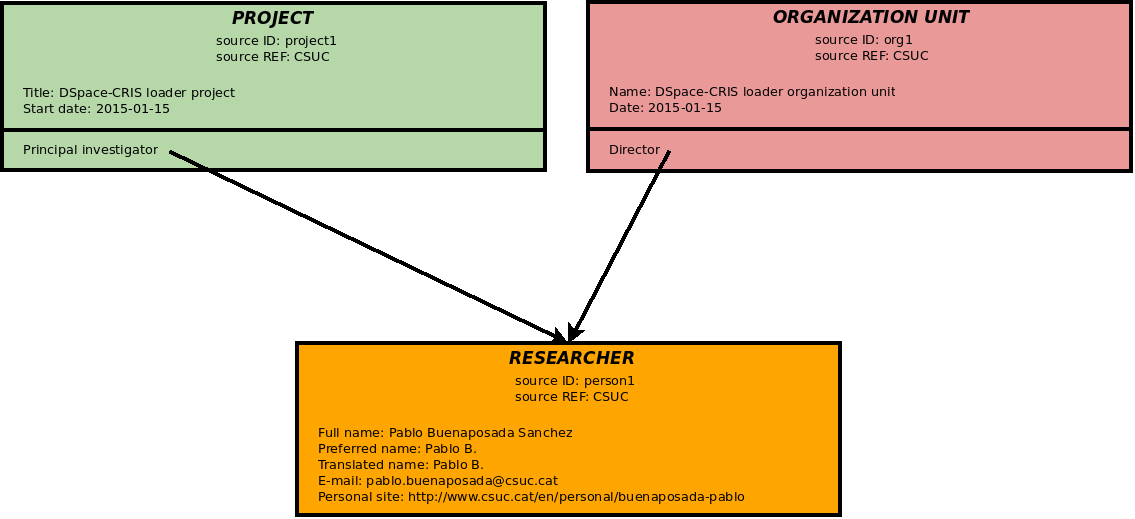 PROJECT
source ID: project1
source REF: CSUC
Title: DSpace-CRIS loader project
Start date: 2015-01-15
Principal investigator
ORGANIZATION UNIT
source ID: org1
source REF: CSUC
Name: DSpace-CRIS loader organization unit
Date: 2015-01-15
Director
RESEARCHER
source ID: person1
source REF: CSUC
Full name: Pablo Buenaposada Sanchez
Preferred name: Pablo B.
Translated name: Pablo B.
E-mail: pablo.buenaposada@csuc.cat
Personal site: http://www.csuc.cat/en/personal/buenaposada-pablo